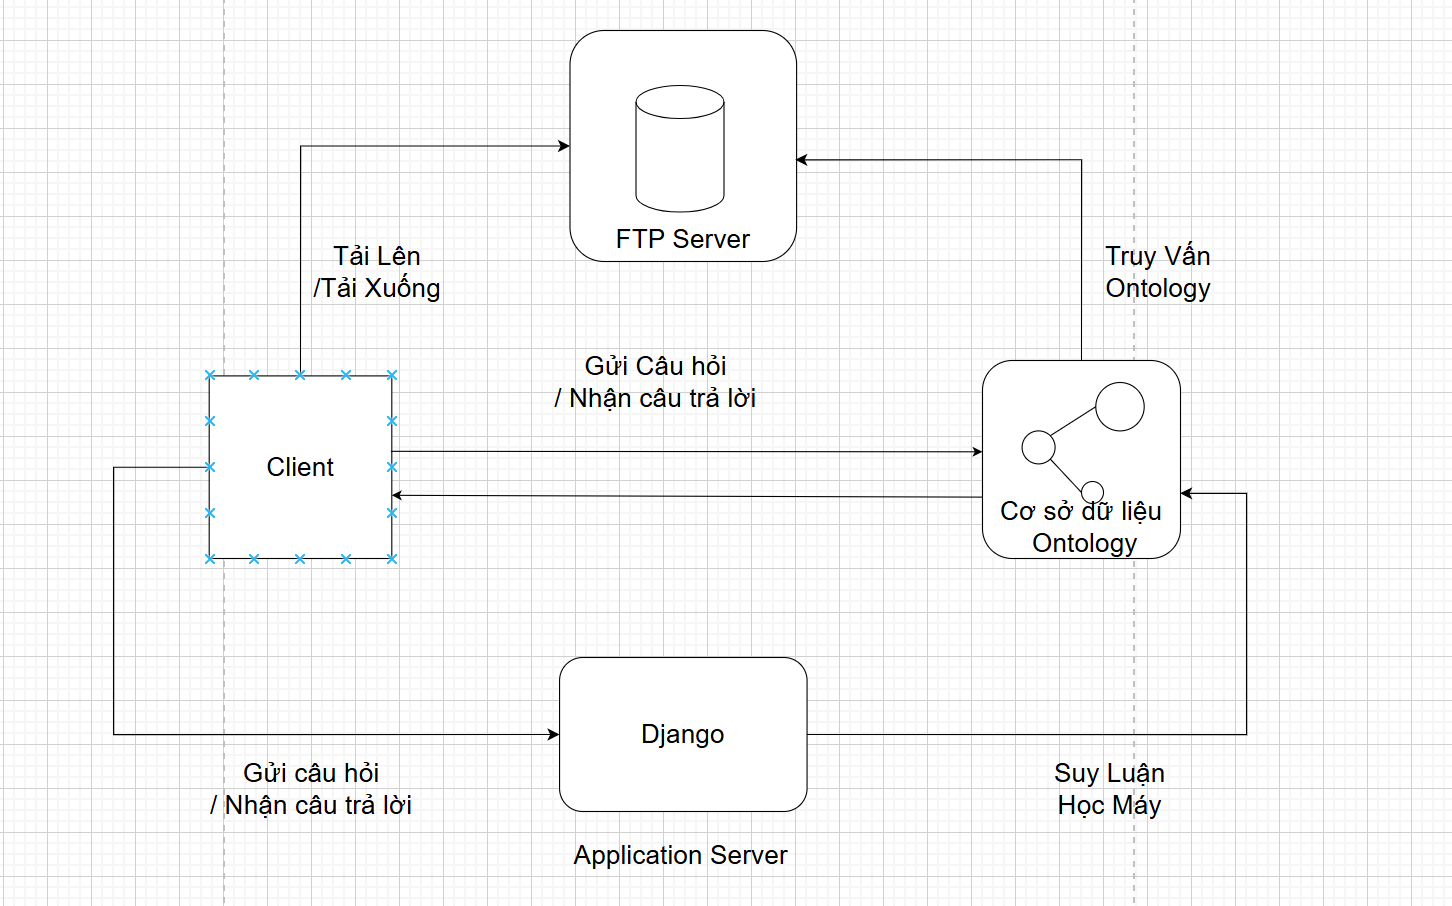 FTP Server
Tải Lên
/Tải Xuống
Truy Vấn
Ontology
Gửi Câu hỏi
/ Nhận câu trả lời
Client
Cơ sở dữ liệu
Ontology
Django
Gửi câu hỏi
/ Nhận câu trả lời
Suy Luận
Học Máy
Application Server